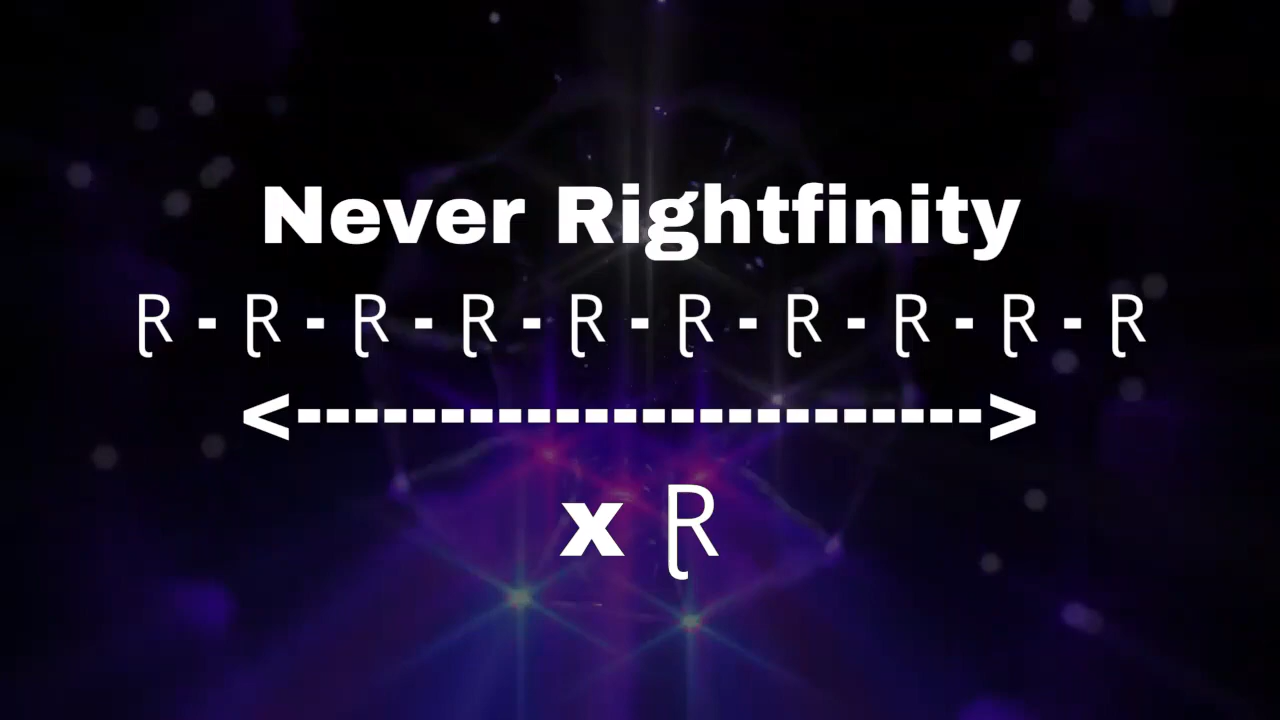 Never Rightfinity
Ɽ - Ɽ - Ɽ - Ɽ - Ɽ - Ɽ - Ɽ - Ɽ - Ɽ - Ɽ
<------------------------>
x Ɽ